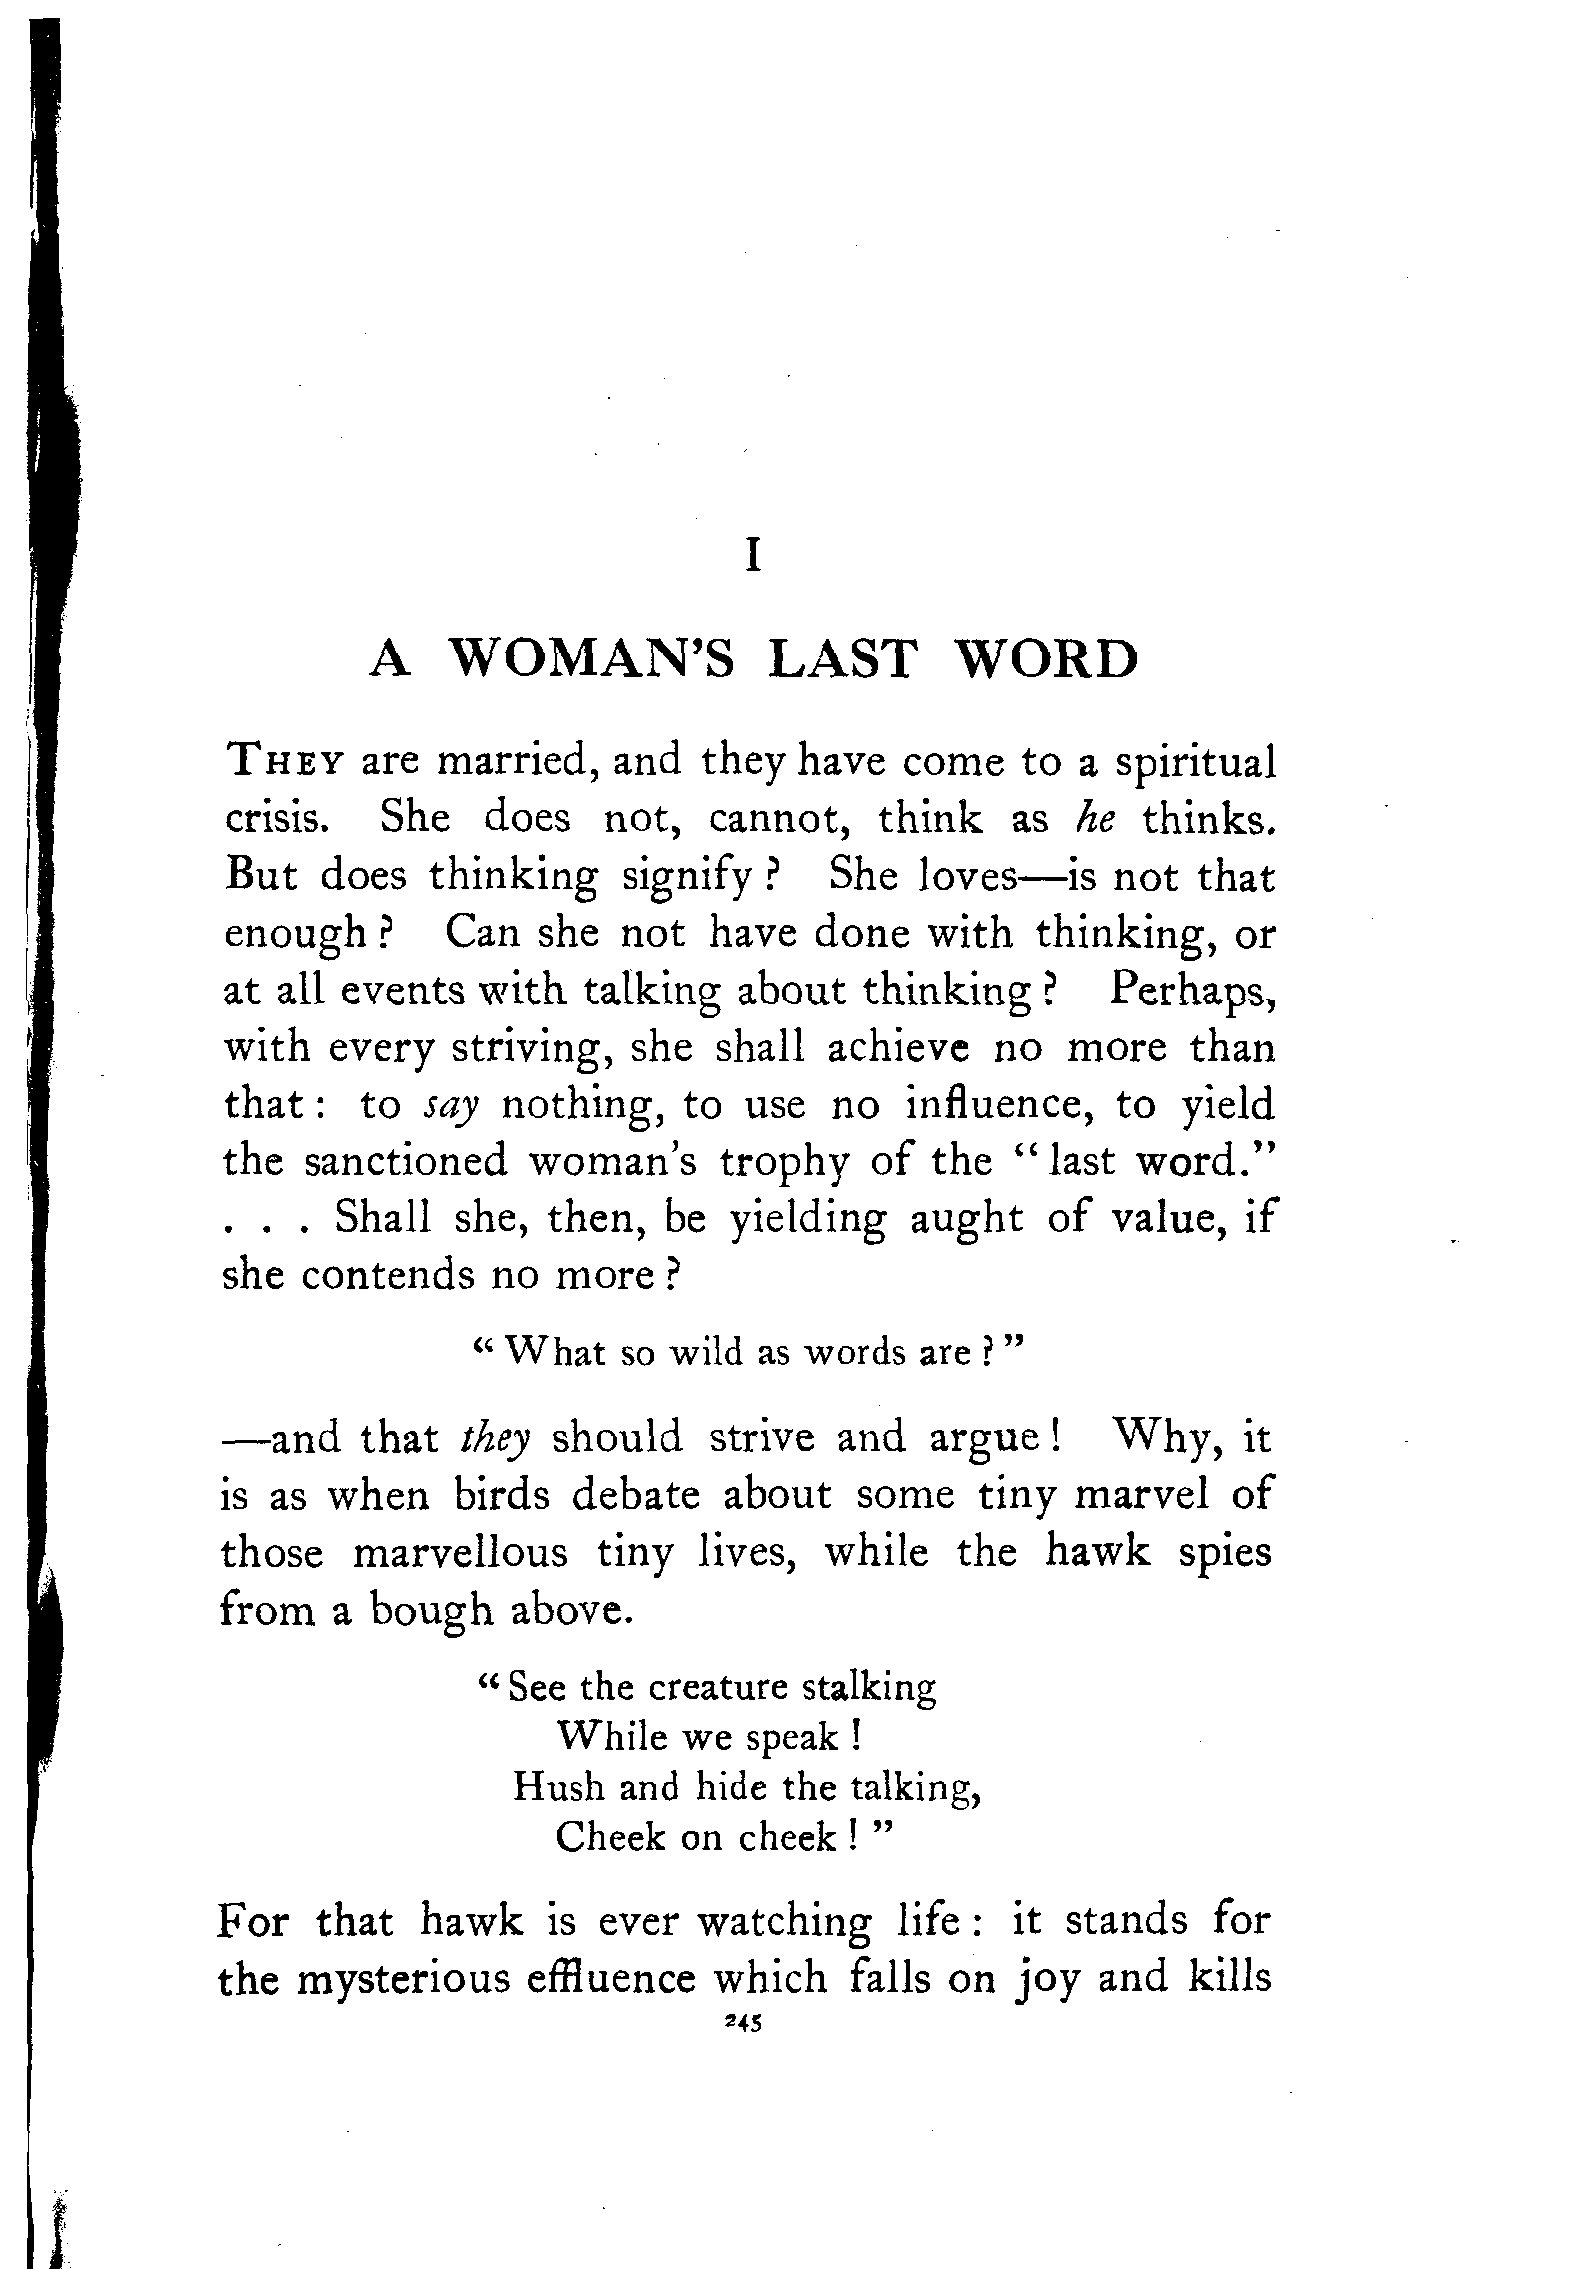 I
A WOMAN'S LAST WORD
THEY are married, and they have come to a spiritual
crisis. She does not, cannot, think as he thinks.
But does thinking signify ? She loves—is not that
enough ? Can she not have done with thinking, or
at all events with talking about thinking ? Perhaps,
with every striving, she shall achieve no more than
that : to say nothing, to use no influence, to yield
the sanctioned woman's trophy of the “ last word.”
. . . Shall she, then, be yielding aught of value, if
she contends no more ?
“ What so wild as words are ? ”
—and that they should strive and argue ! Why, it
is as when birds debate about some tiny marvel of
those marvellous tiny lives, while the hawk spies
from a bough above.
“ See the creature stalking
While we speak !
Hush and hide the talking,
Cheek on cheek ! ”
For that hawk is ever watching life : it stands for
the mysterious effluence which falls on joy and kills
245